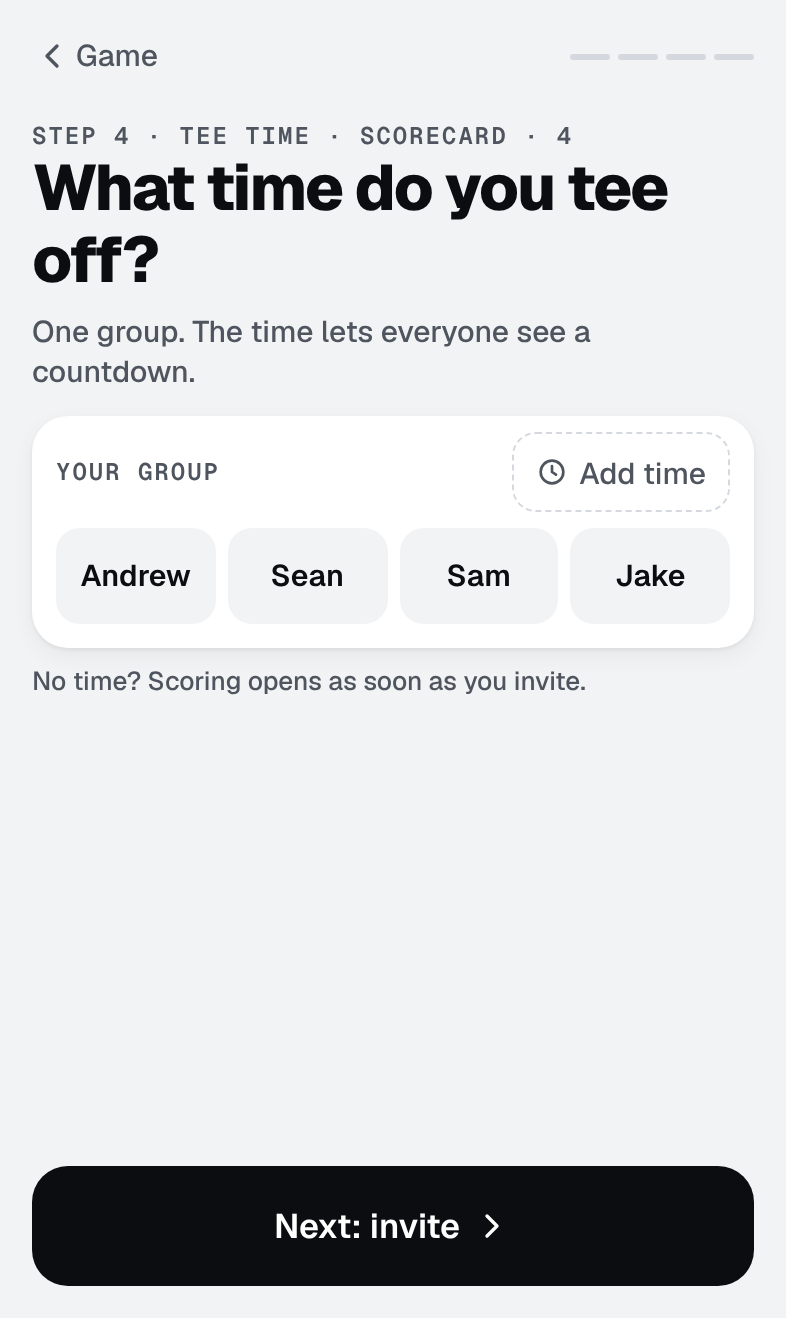 Game
STEP 4 · TEE TIME · SCORECARD · 4
What time do you tee
off?
One group. The time lets everyone see a
countdown.
YOUR GROUP
Add time
Andrew Sean Sam Jake
No time? Scoring opens as soon as you invite.
Next: invite